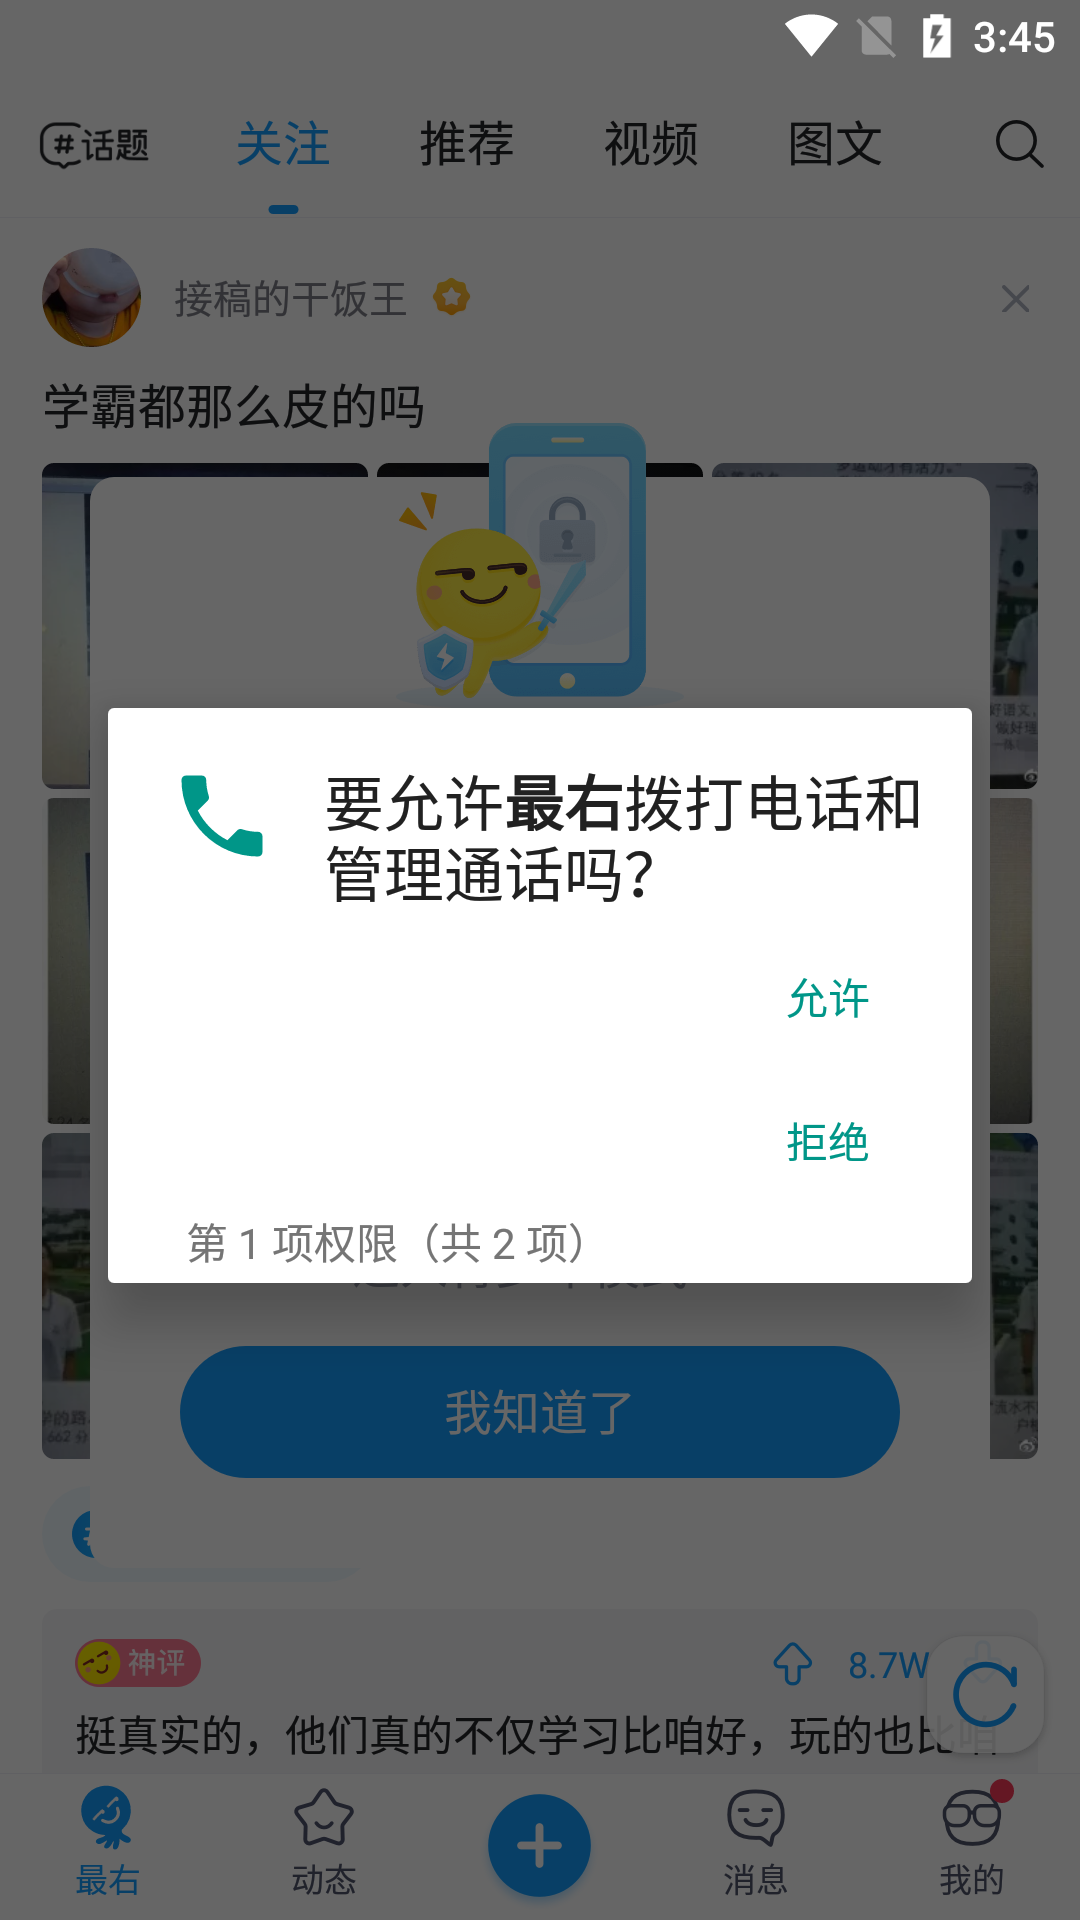 3:45
#话题 关注 推荐 视频 图文
接稿的干饭王
学霸都那么皮的吗
要允许最右拨打电话和
管理通话吗?
允许
拒绝
第 1 项权限（共 2 项）
我知道了
神评 8.7W
挺真实的，他们真的不仅学习比咱好，玩的也比咱
最右 动态 消息 我的